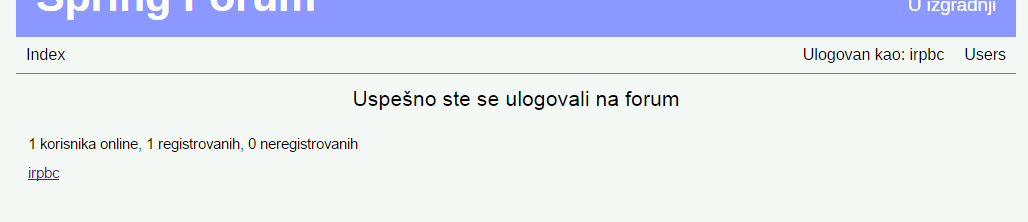 Spring Forum
U izgradnji
Index
Ulogovan kao: irpbc Users
Uspešno ste se ulogovali na forum
1 korisnika online, 1 registrovanih, 0 neregistrovanih
irpbc